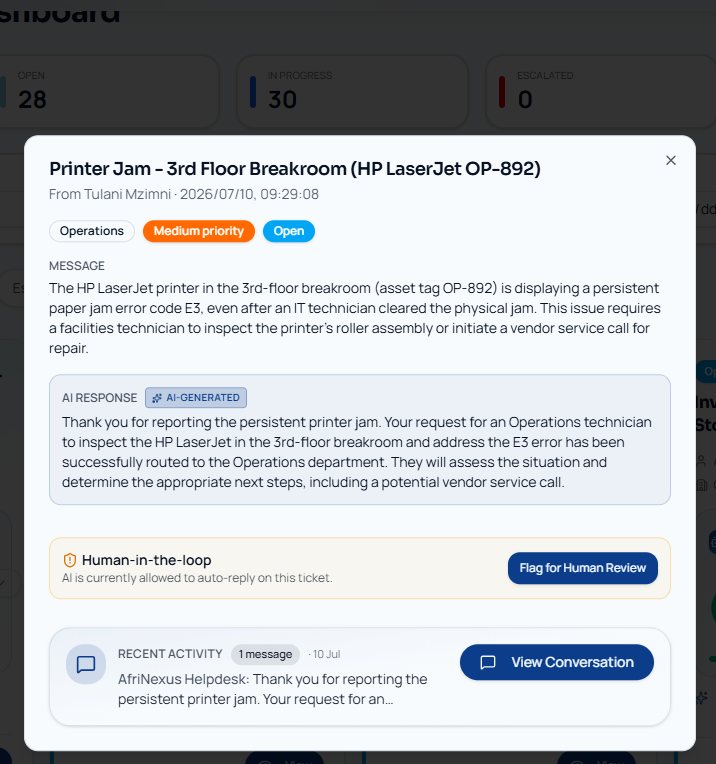 shboard
OPEN
28
IN PROGRESS
30
ESCALATED
0
Printer Jam – 3rd Floor Breakroom (HP LaserJet OP-892)
From Tulani Mzimni · 2026/07/10, 09:29:08
Operations
Medium priority
Open
MESSAGE
The HP LaserJet printer in the 3rd-floor breakroom (asset tag OP-892) is displaying a persistent
paper jam error code E3, even after an IT technician cleared the physical jam. This issue requires
a facilities technician to inspect the printer's roller assembly or initiate a vendor service call for
repair.
AI RESPONSE
AI-GENERATED
Thank you for reporting the persistent printer jam. Your request for an Operations technician
to inspect the HP LaserJet in the 3rd-floor breakroom and address the E3 error has been
successfully routed to the Operations department. They will assess the situation and
determine the appropriate next steps, including a potential vendor service call.
Human-in-the-loop
AI is currently allowed to auto-reply on this ticket.
Flag for Human Review
RECENT ACTIVITY
1 message
· 10 Jul
AfriNexus Helpdesk: Thank you for reporting the
persistent printer jam. Your request for an...
View Conversation
View
View